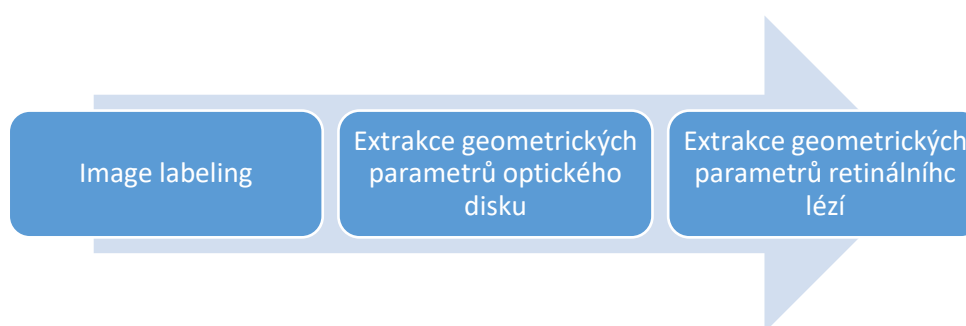 Image labeling
Extrakce geometrických
parametrů optického
disku
Extrakce geometrických
parametrů retinálníhc
lézí